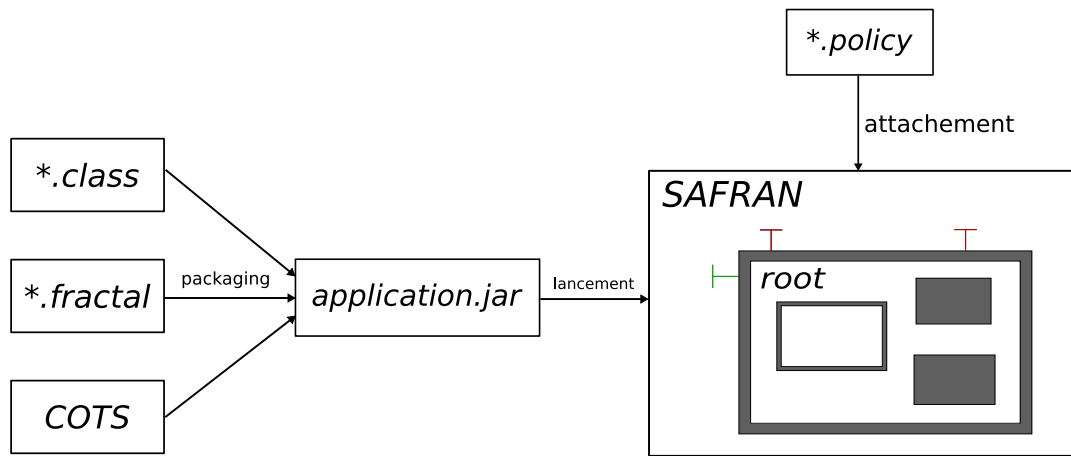 *.policy
attachement
*.class
SAFRAN
*.fractal
packaging
application.jar
lancement
root
COTS